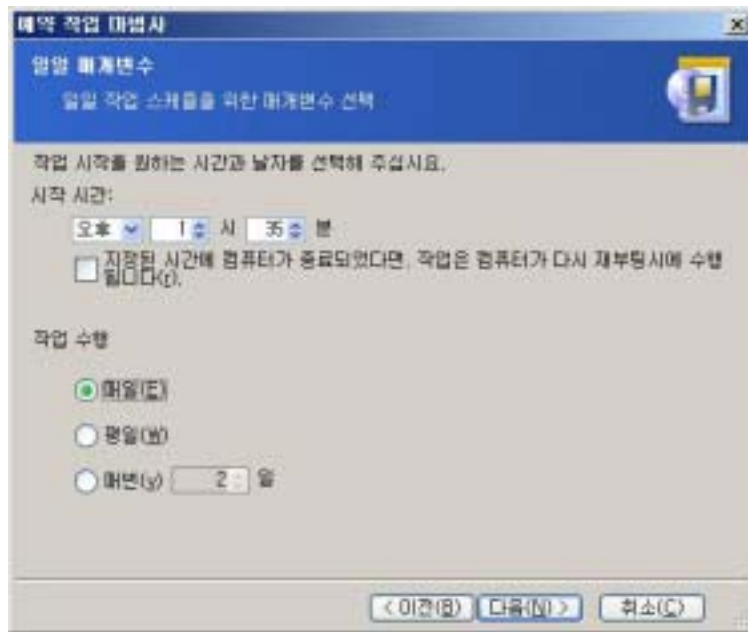 예약 작업 마법사
일일 매개변수
일일 작업 스케줄을 위한 매개변수 선택
작업 시작을 원하는 시간과 날자를 선택해 주십시요.
시작 시간:
오후 1 시 35 분
지정된 시간에 컴퓨터가 종료되었다면, 작업은 컴퓨터가 다시 재부팅시에 수행
됩니다(r).
작업 수행
매일(E)
평일(W)
매번(y) 2 일
< 이전(B) 다음(N) > 취소(C)